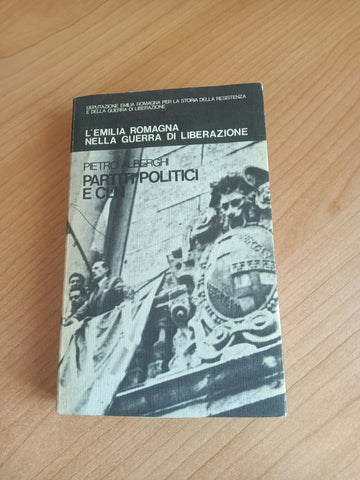 DEPUTAZIONE EMILIA ROMAGNA PER LA STORIA DELLA RESISTENZA
E DELLA GUERRA DI LIBERAZIONE
L'EMILIA ROMAGNA
NELLA GUERRA DI LIBERAZIONE
PIETRO ALBERGHI
PARTITI POLITICI
E CLN